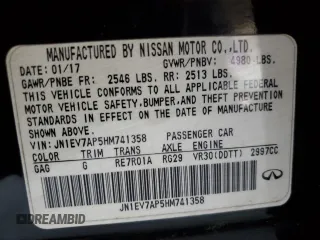 MANUFACTURED BY NISSAN MOTOR CO.,LTD.
DATE: 01/17 GVWR/PNBV: 4980 LBS.
GAWR/PNBE FR: 2546 LBS. RR: 2513 LBS.
THIS VEHICLE CONFORMS TO ALL APPLICABLE FEDERAL
MOTOR VEHICLE SAFETY,BUMPER,AND THEFT PREVENTION
STANDARDS IN EFFECT ON THE DATE OF MANUFACTURE
SHOWN ABOVE.
VIN: JN1EV7AP5HM741358 PASSENGER CAR
COLOR TRIM TRANS AXLE ENGINE
GAG G RE7R01A RG29 VR30(DDTT) 2997CC
JN1EV7AP5HM741358
INFINITI
AUTOBIDMASTER